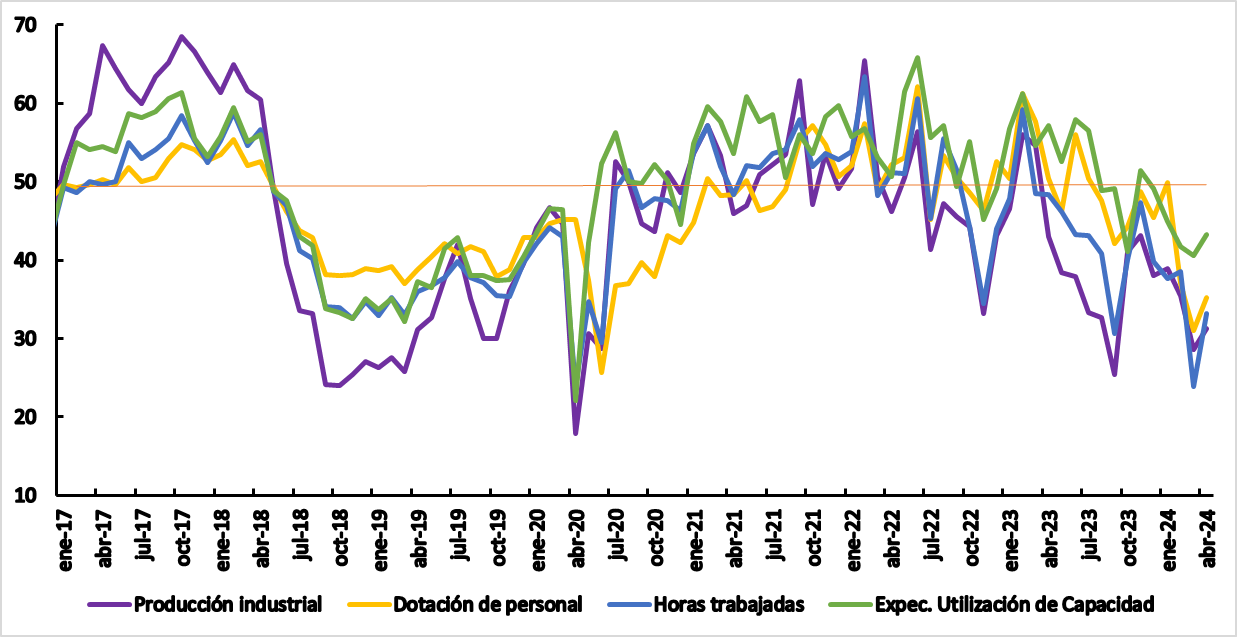 70
60
50
40
30
20
10
ene-17
abr-17
jul-17
oct-17
ene-18
abr-18
jul-18
oct-18
ene-19
abr-19
jul-19
oct-19
ene-20
abr-20
jul-20
oct-20
ene-21
abr-21
jul-21
oct-21
ene-22
abr-22
jul-22
oct-22
ene-23
abr-23
jul-23
oct-23
ene-24
abr-24
Producción industrial Dotación de personal Horas trabajadas Expec. Utilización de Capacidad